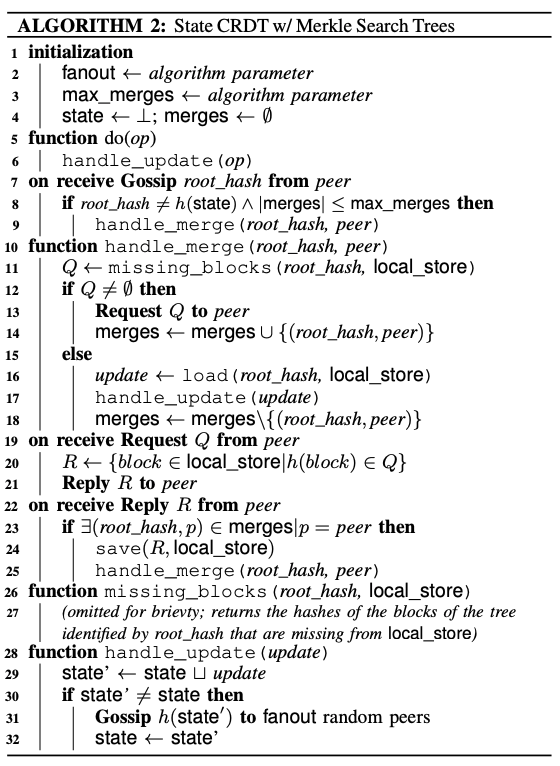 ALGORITHM 2: State CRDT w/ Merkle Search Trees
1 initialization
2 fanout ← algorithm parameter
3 max_merges ← algorithm parameter
4 state ← ⊥; merges ← ∅
5 function do(op)
6 handle_update(op)
7 on receive Gossip root_hash from peer
8 if root_hash ≠ h(state) ∧ |merges| ≤ max_merges then
9 handle_merge(root_hash, peer)
10 function handle_merge(root_hash, peer)
11 Q ← missing_blocks(root_hash, local_store)
12 if Q ≠ ∅ then
13 Request Q to peer
14 merges ← merges ∪ {(root_hash, peer)}
15 else
16 update ← load(root_hash, local_store)
17 handle_update(update)
18 merges ← merges\{(root_hash, peer)}
19 on receive Request Q from peer
20 R ← {block ∈ local_store|h(block) ∈ Q}
21 Reply R to peer
22 on receive Reply R from peer
23 if ∃(root_hash, p) ∈ merges|p = peer then
24 save(R, local_store)
25 handle_merge(root_hash, peer)
26 function missing_blocks(root_hash, local_store)
27 (omitted for brievty; returns the hashes of the blocks of the tree
identified by root_hash that are missing from local_store)
28 function handle_update(update)
29 state' ← state ⊔ update
30 if state' ≠ state then
31 Gossip h(state′) to fanout random peers
32 state ← state'